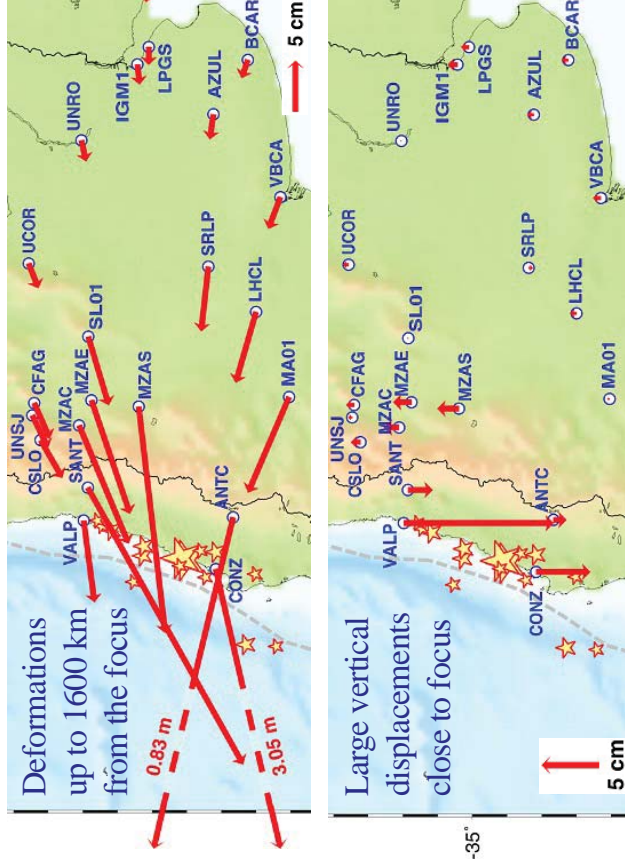 Deformations
up to 1600 km
from the focus
0.83 m
3.05 m
VALP
CONZ
ANTC
SANT
CSLO
UNSJ
CFAG
MZAC
MZAE
SL01
MZAS
MA01
LHCL
SRLP
UCOR
UNRO
VBCA
AZUL
IGM1
LPGS
BCAR
5 cm
Large vertical
displacements
close to focus
5 cm
-35°
VALP
CONZ
ANTC
SANT
CSLO
UNSJ
CFAG
MZAC
MZAE
SL01
MZAS
MA01
LHCL
SRLP
UCOR
UNRO
VBCA
AZUL
IGM1
LPGS
BCAR